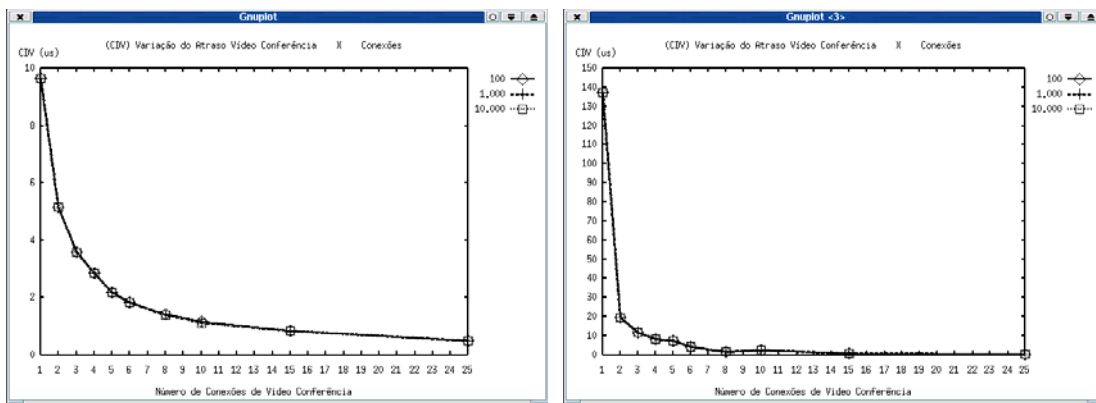 Gnuplot
(CDV) Variação do Atraso Vídeo Conferência X Conexões
CDV (us)
10
8
6
4
2
0
1 2 3 4 5 6 7 8 9 10 11 12 13 14 15 16 17 18 19 20 21 22 23 24 25
Número de Conexões de Vídeo Conferência
100
1.000
10.000
Gnuplot <3>
(CDV) Variação do Atraso Vídeo Conferência X Conexões
CDV (us)
150
140
130
120
110
100
90
80
70
60
50
40
30
20
10
0
1 2 3 4 5 6 7 8 9 10 11 12 13 14 15 16 17 18 19 20 21 22 23 24 25
Número de Conexões de Vídeo Conferência
100
1.000
10.000